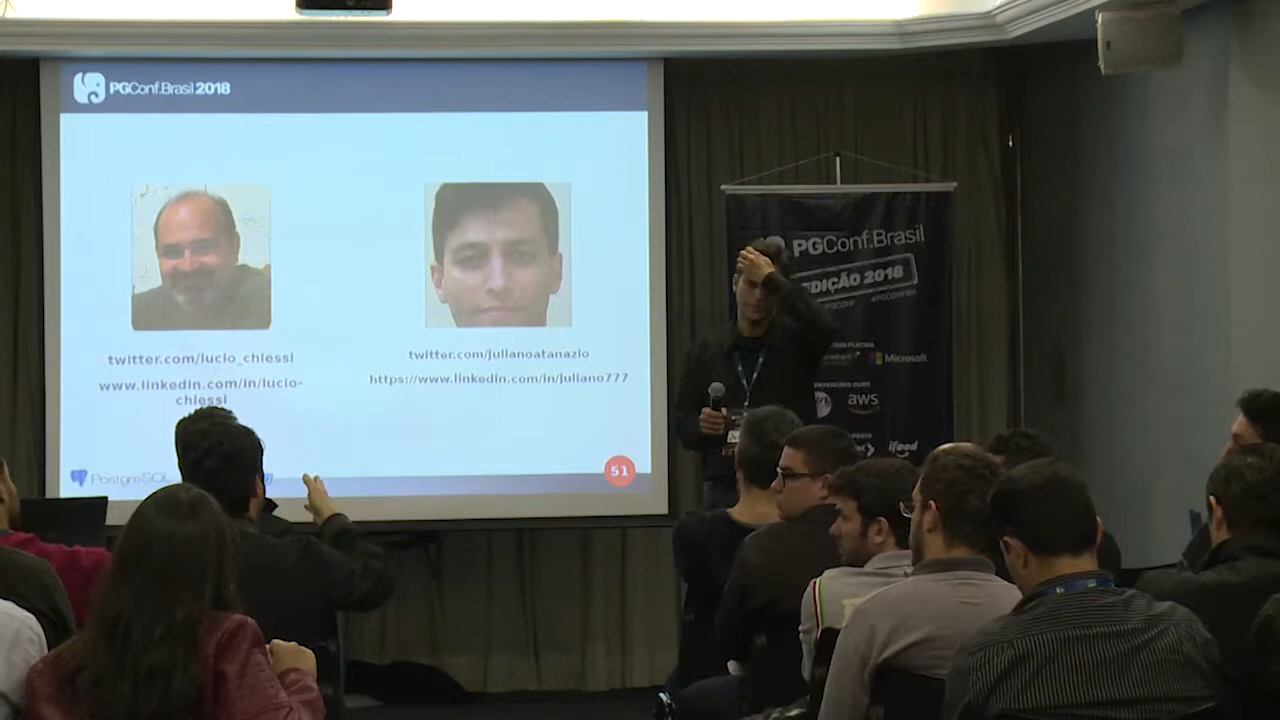 PGConf.Brasil 2018
twitter.com/lucio_chiessi
www.linkedin.com/in/lucio-
chiessi
twitter.com/julianoatanazio
https://www.linkedin.com/in/juliano777
PostgreSQL
51
PGConf.Brasil
EDIÇÃO 2018
#PGCONFBR
Microsoft
aws
ifood